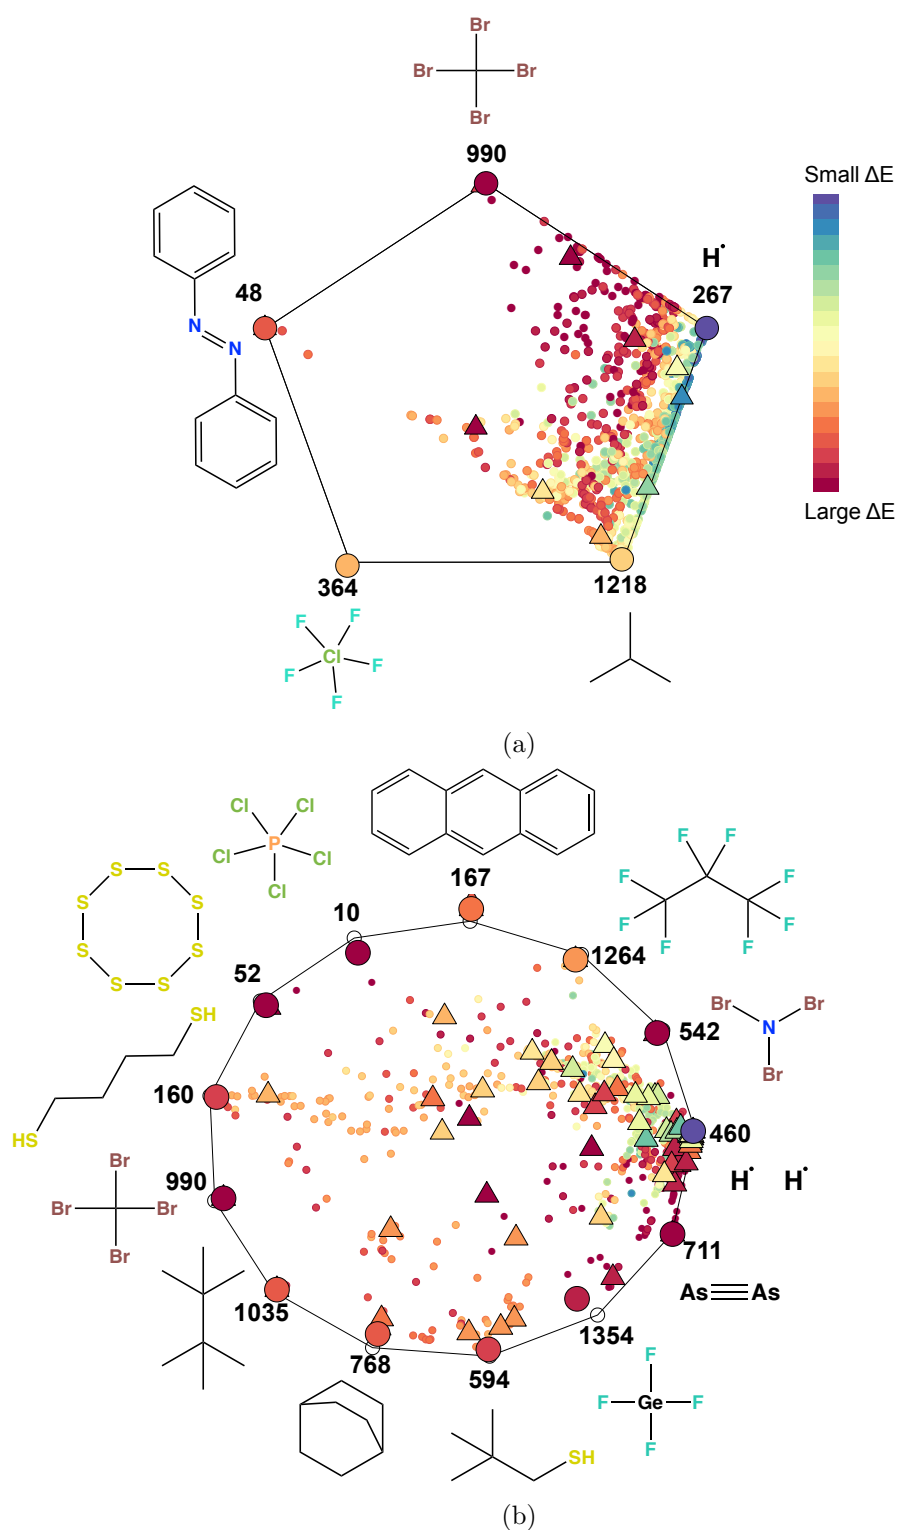 Br
Br Br
Br
990
Small ΔE
H•
267
48
N
N
Large ΔE
364
1218
F F
Cl
F F
F
(a)
Cl Cl
P
Cl Cl
Cl
167
F F
F F
F F
F F
1264
10
S S
S S
S S
S S
52
SH
HS
160
Br Br
N
Br
542
460
H• H•
990
Br
Br Br
Br
711
As As
1035
1354
768
594
F
F Ge F
F
SH
(b)